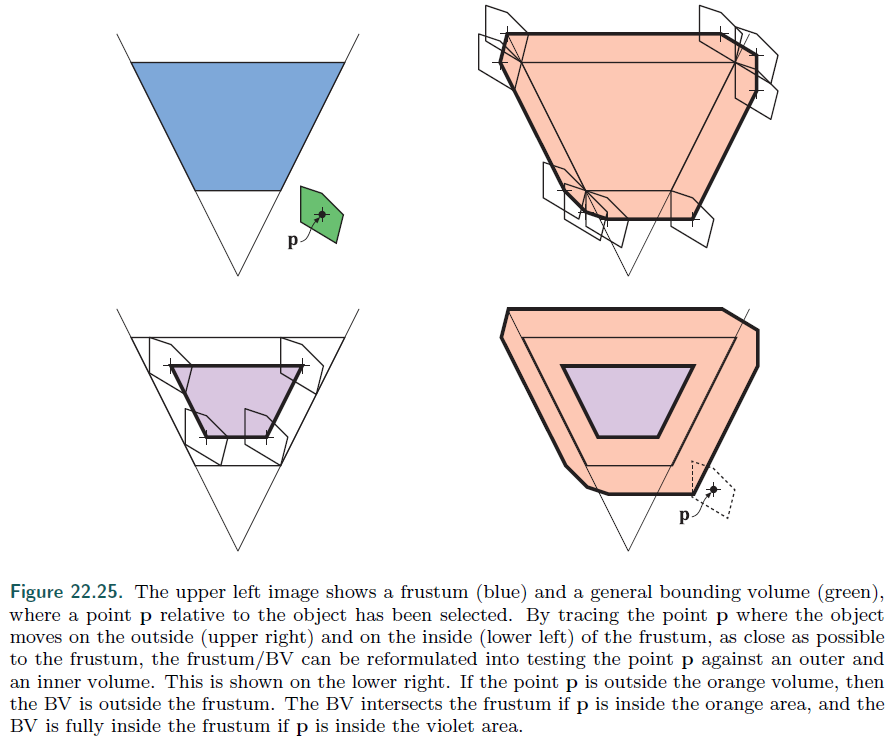 p
p
Figure 22.25. The upper left image shows a frustum (blue) and a general bounding volume (green),
where a point p relative to the object has been selected. By tracing the point p where the object
moves on the outside (upper right) and on the inside (lower left) of the frustum, as close as possible
to the frustum, the frustum/BV can be reformulated into testing the point p against an outer and
an inner volume. This is shown on the lower right. If the point p is outside the orange volume, then
the BV is outside the frustum. The BV intersects the frustum if p is inside the orange area, and the
BV is fully inside the frustum if p is inside the violet area.